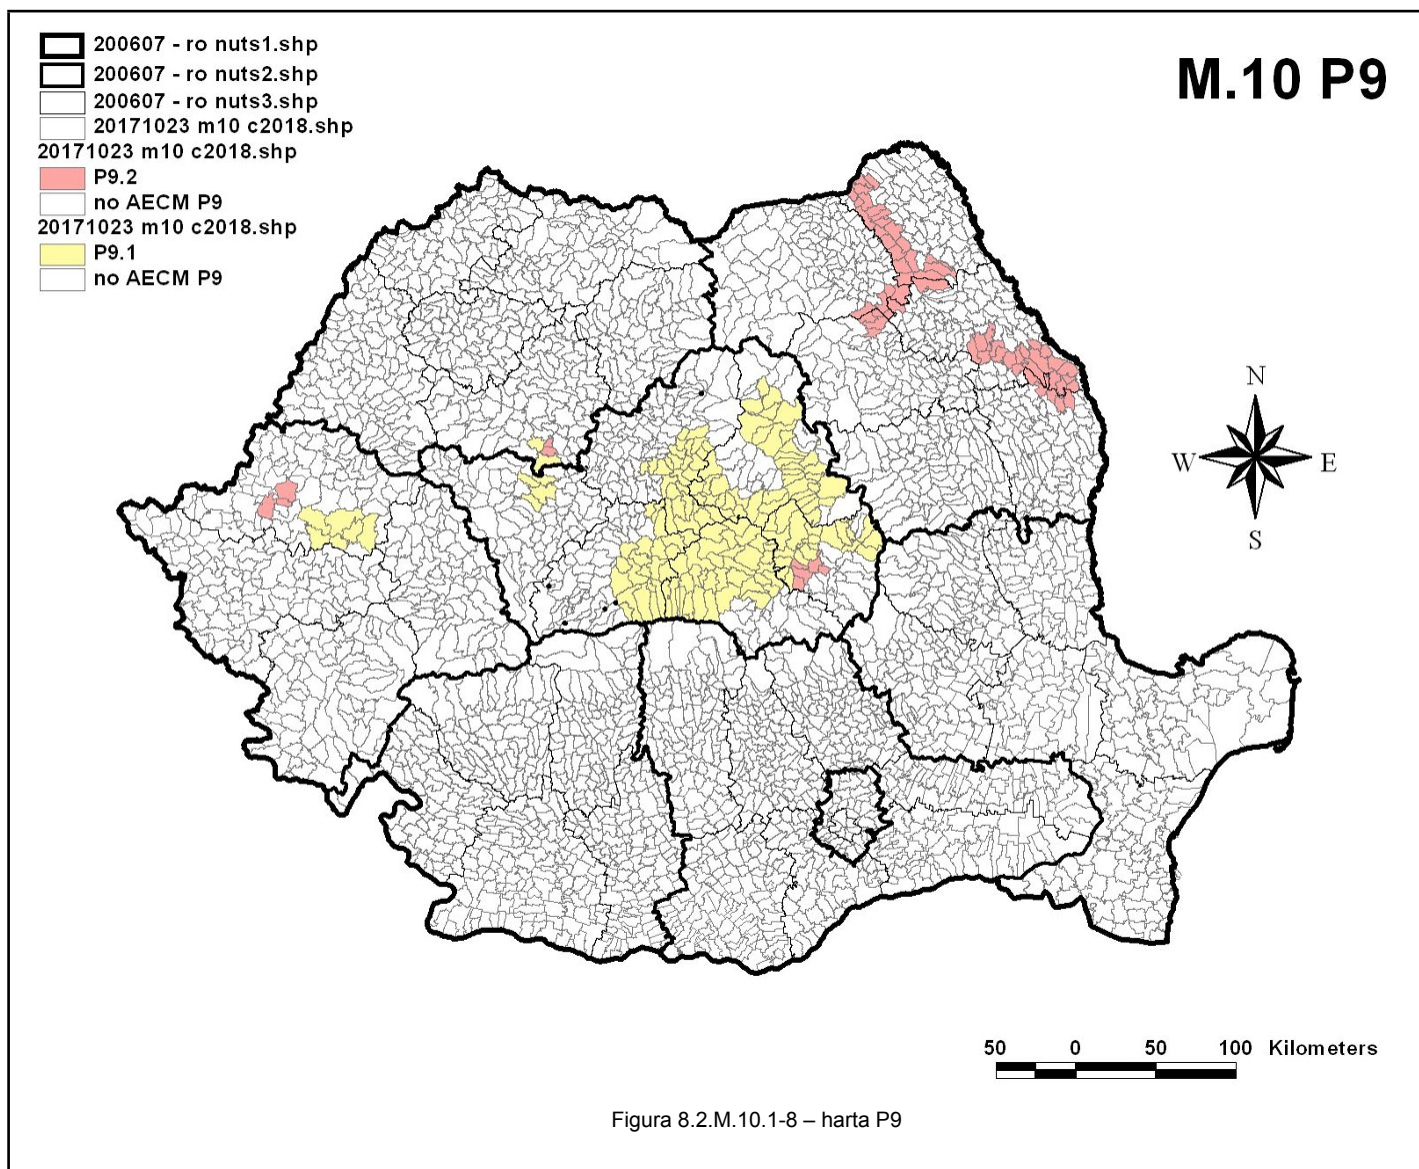 200607 - ro nuts1.shp
200607 - ro nuts2.shp
200607 - ro nuts3.shp
20171023 m10 c2018.shp
20171023 m10 c2018.shp
P9.2
no AECM P9
20171023 m10 c2018.shp
P9.1
no AECM P9
M.10 P9
N
W E
S
50 0 50 100 Kilometers
Figura 8.2.M.10.1-8 – harta P9